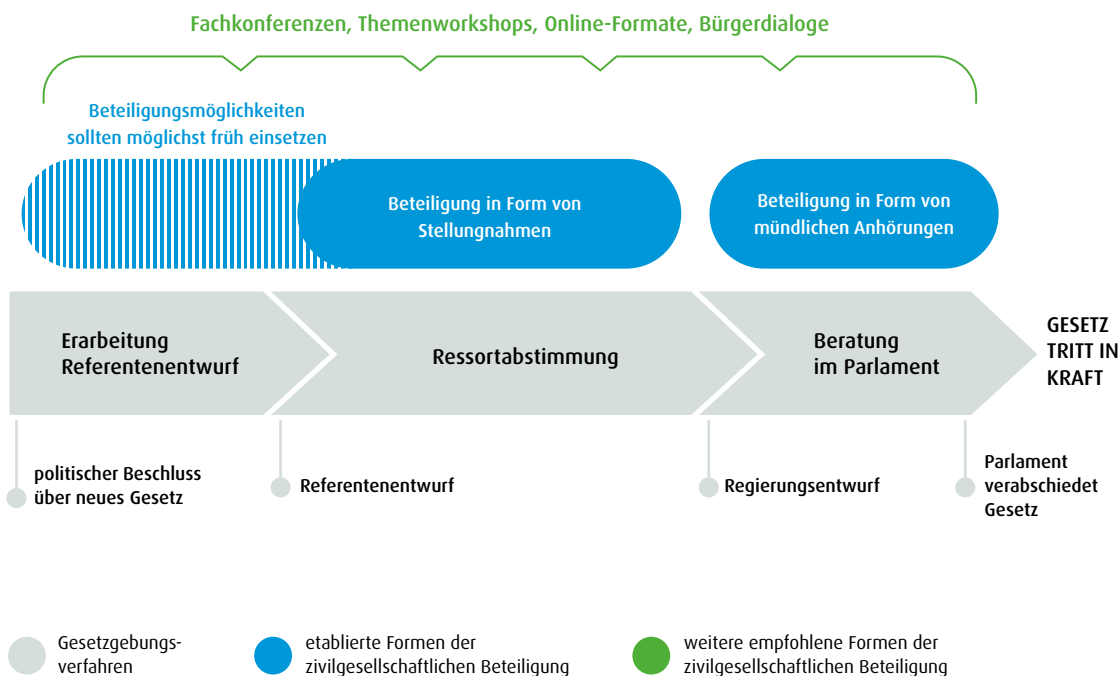 Fachkonferenzen, Themenworkshops, Online-Formate, Bürgerdialoge
Beteiligungsmöglichkeiten
sollten möglichst früh einsetzen
Beteiligung in Form von
Stellungnahmen
Beteiligung in Form von
mündlichen Anhörungen
Erarbeitung
Referentenentwurf
Ressortabstimmung
Beratung
im Parlament
GESETZ
TRITT IN
KRAFT
politischer Beschluss
über neues Gesetz
Referentenentwurf
Regierungsentwurf
Parlament
verabschiedet
Gesetz
Gesetzgebungs-
verfahren
etablierte Formen der
zivilgesellschaftlichen Beteiligung
weitere empfohlene Formen der
zivilgesellschaftlichen Beteiligung